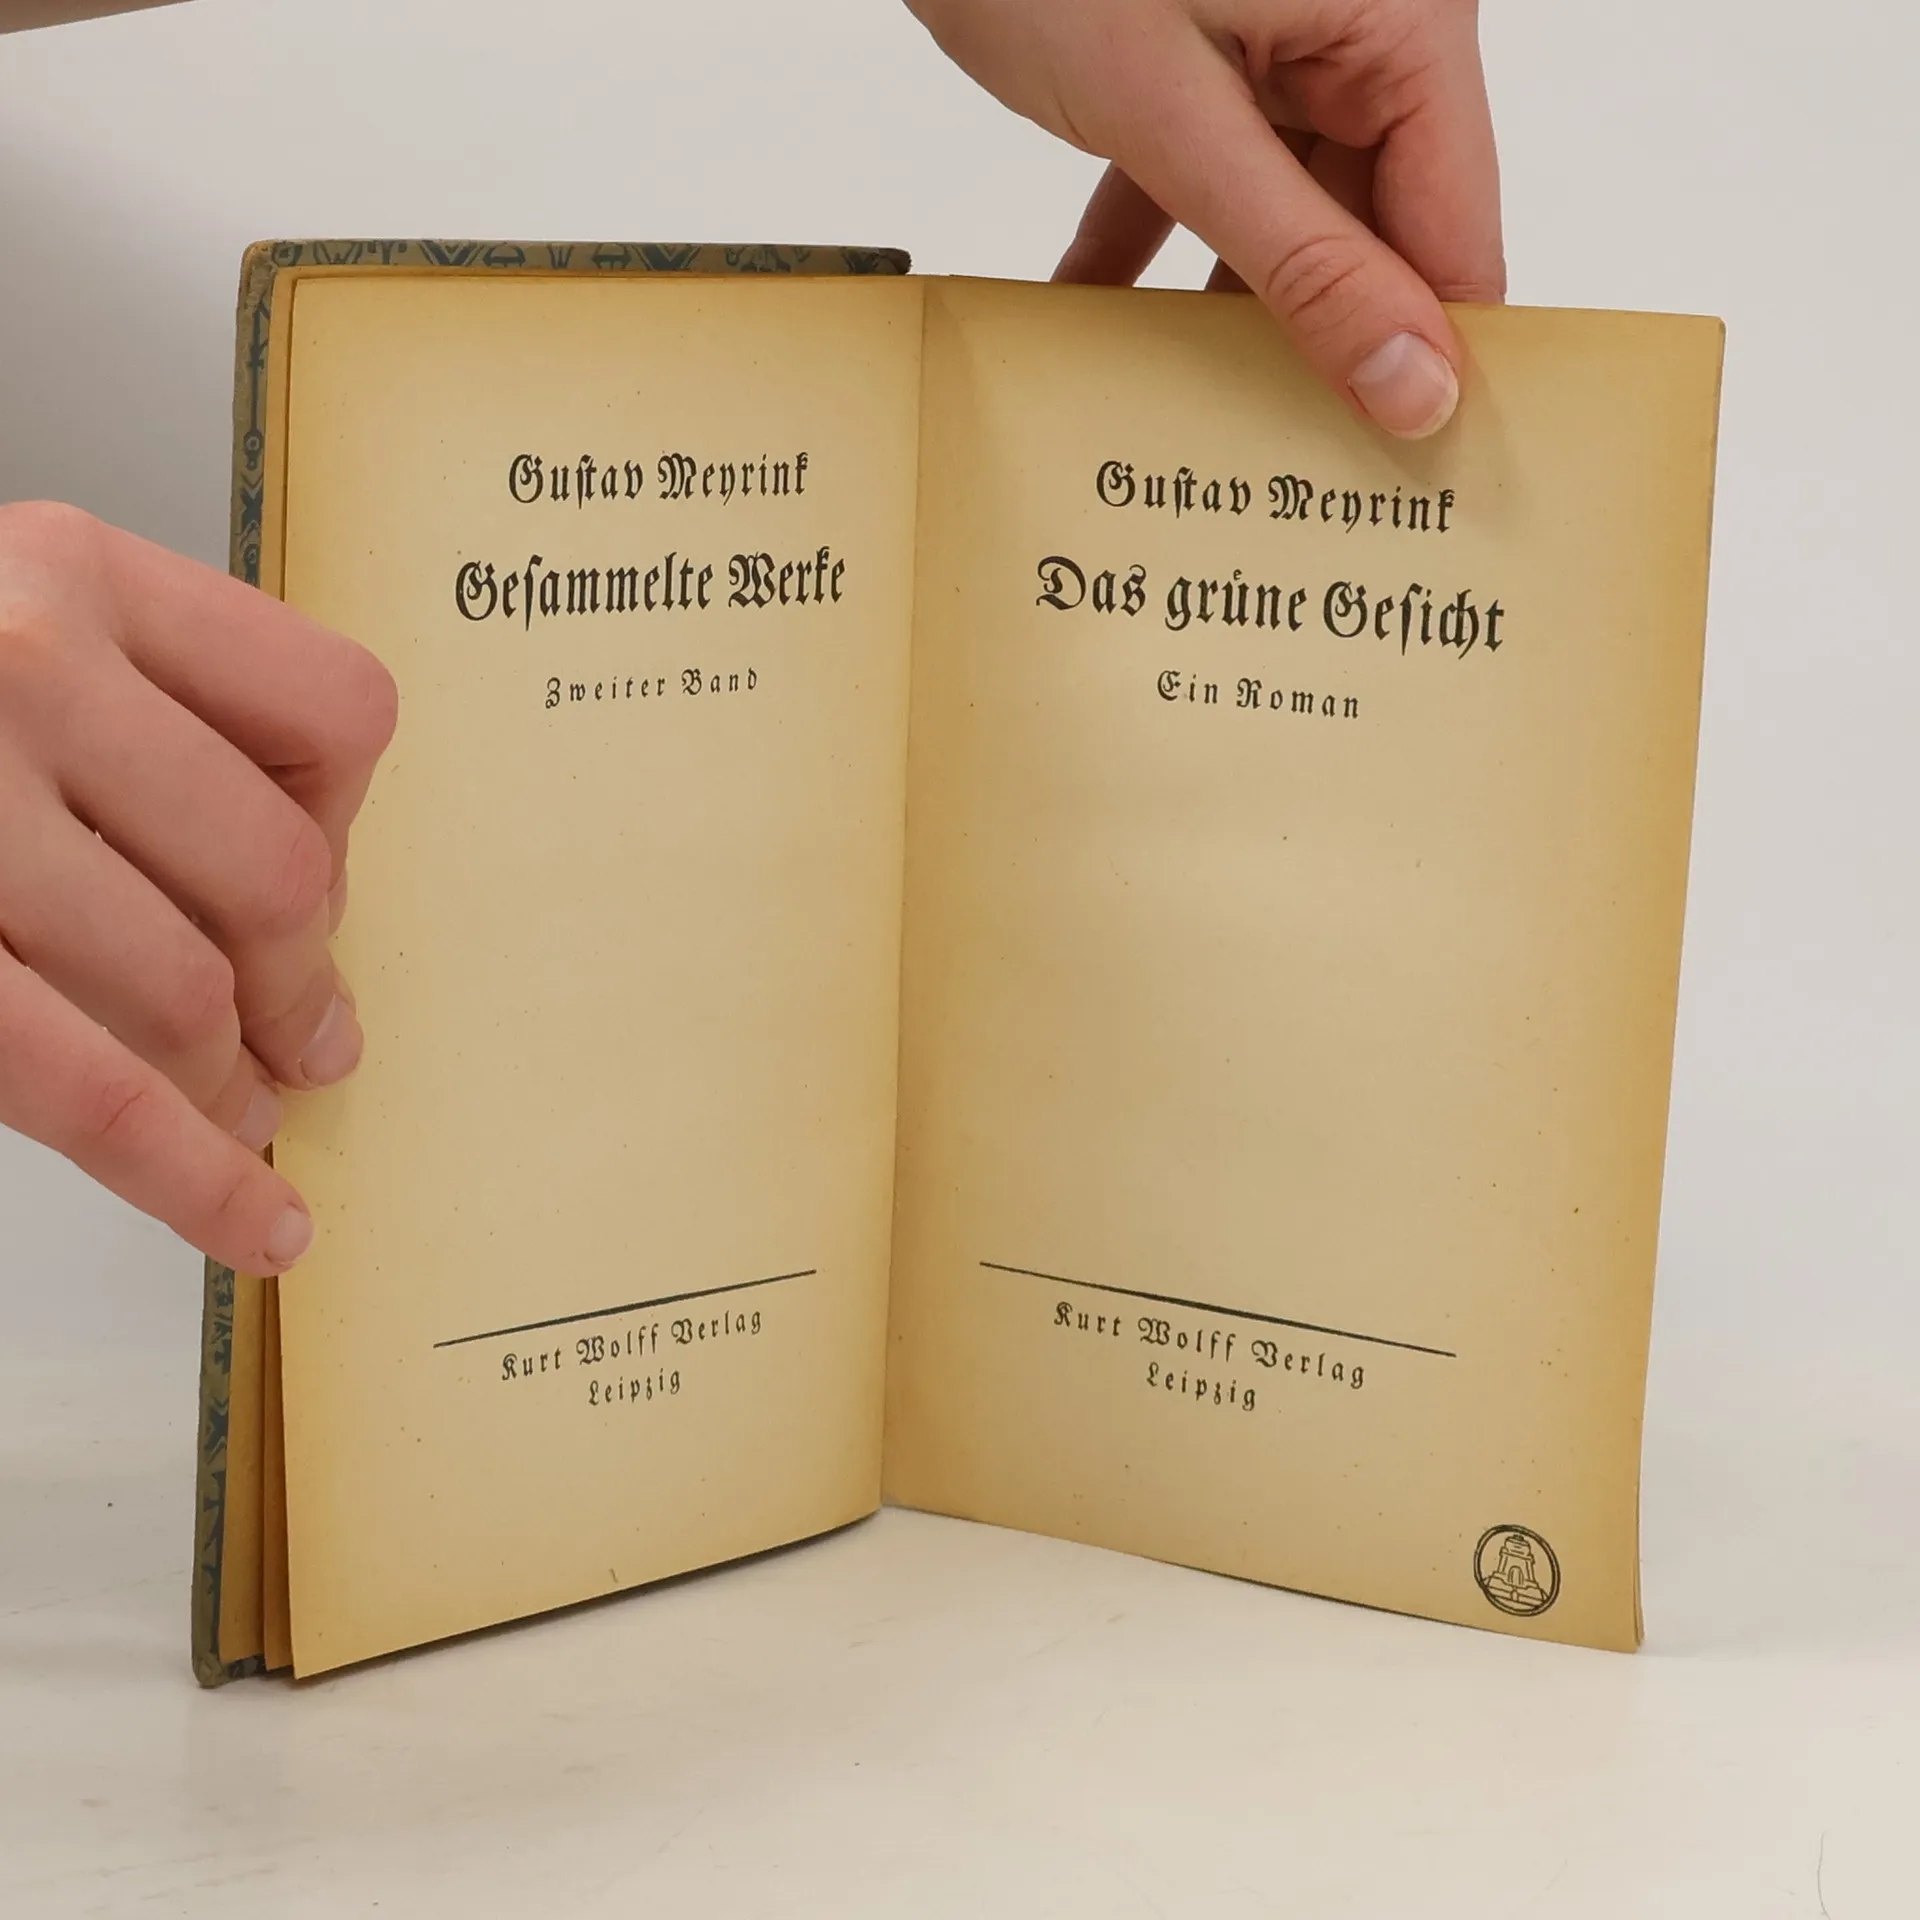 Guſtav Meyrink
Geſammelte Werke
Zweiter Band
Kurt Wolff Verlag
Leipzig
Guſtav Meyrink
Das grüne Geſicht
Ein Roman
Kurt Wolff Verlag
Leipzig